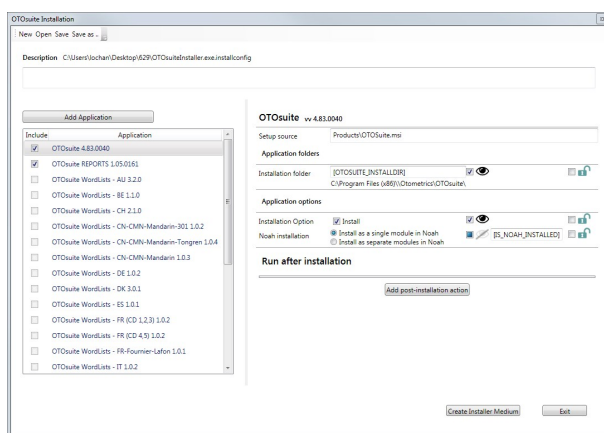 OTOsuite Installation
New Open Save Save as ..
Description C:\Users\lochan\Desktop\629\OTOsuiteInstaller.exe.installconfig
Add Application
Include Application
OTOsuite 4.83.0040
OTOsuite REPORTS 1.05.0161
OTOsuite WordLists - AU 3.2.0
OTOsuite WordLists - BE 1.1.0
OTOsuite WordLists - CH 2.1.0
OTOsuite WordLists - CN-CMN-Mandarin-301 1.0.2
OTOsuite WordLists - CN-CMN-Mandarin-Tongren 1.0.4
OTOsuite WordLists - CN-CMN-Mandarin 1.0.3
OTOsuite WordLists - DE 1.0.2
OTOsuite WordLists - DK 3.0.1
OTOsuite WordLists - ES 1.0.1
OTOsuite WordLists - FR (CD 1,2,3) 1.0.2
OTOsuite WordLists - FR (CD 4,5) 1.0.2
OTOsuite WordLists - FR-Fournier-Lafon 1.0.1
OTOsuite WordLists - IT 1.0.2
OTOsuite vv 4.83.0040
Setup source Products\OTOSuite.msi
Application folders
Installation folder [OTOSUITE_INSTALLDIR]
C:\Program Files (x86)\\Otometrics\OTOsuite\
Application options
Installation Option Install
Noah installation Install as a single module in Noah [IS_NOAH_INSTALLED]
Install as separate modules in Noah
Run after installation
Add post-installation action
Create Installer Medium Exit